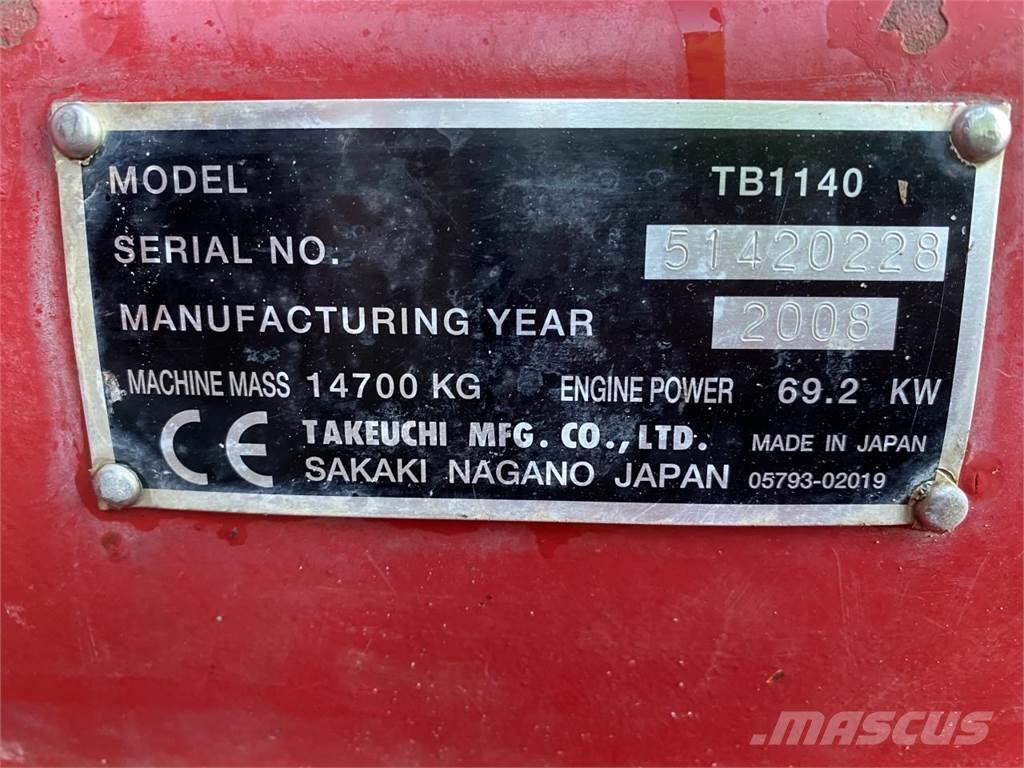 MODEL TB1140
SERIAL NO. 51420228
MANUFACTURING YEAR 2008
MACHINE MASS 14700 KG ENGINE POWER 69.2 KW
CE TAKEUCHI MFG. CO., LTD. MADE IN JAPAN
SAKAKI NAGANO JAPAN 05793-02019
MASCUS